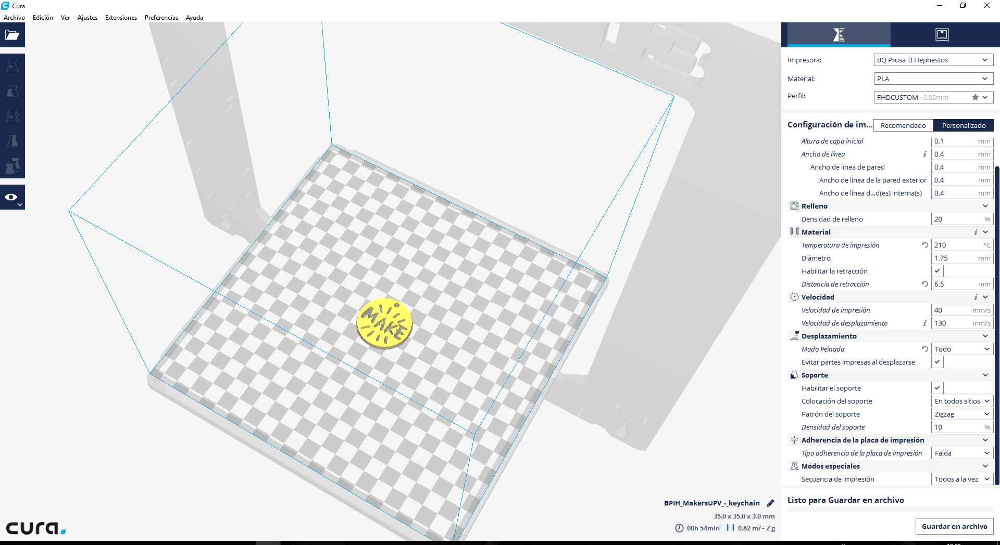 Cura
Archivo Edición Ver Ajustes Extensiones Preferencias Ayuda
Impresora: BQ Prusa i3 Hephestos
Material: PLA
Perfil: FHDCUSTOM - 0.05mm
Configuración de im... Recomendado Personalizado
Altura de capa inicial 0.1 mm
Ancho de línea i 0.4 mm
Ancho de línea de pared 0.4 mm
Ancho de línea de la pared exterior 0.4 mm
Ancho de línea d...d(es) interna(s) 0.4 mm
Relleno
Densidad de relleno 20 %
Material i
Temperatura de impresión 210 °C
Diámetro 1.75 mm
Habilitar la retracción
Distancia de retracción 6.5 mm
Velocidad i
Velocidad de impresión 40 mm/s
Velocidad de desplazamiento i 130 mm/s
Desplazamiento
Modo Peinada Todo
Evitar partes impresas al desplazarse
Soporte
Habilitar el soporte
Colocación del soporte En todos sitios
Patrón del soporte Zigzag
Densidad del soporte 10 %
Adherencia de la placa de impresión
Tipo adherencia de la placa de impresión Falda
Modos especiales
Secuencia de impresión Todos a la vez
Listo para Guardar en archivo
Guardar en archivo
MAKE
BPIH_MakersUPV_-_keychain
35.0 x 35.0 x 3.0 mm
00h 54min 0.82 m/~ 2 g
cura.